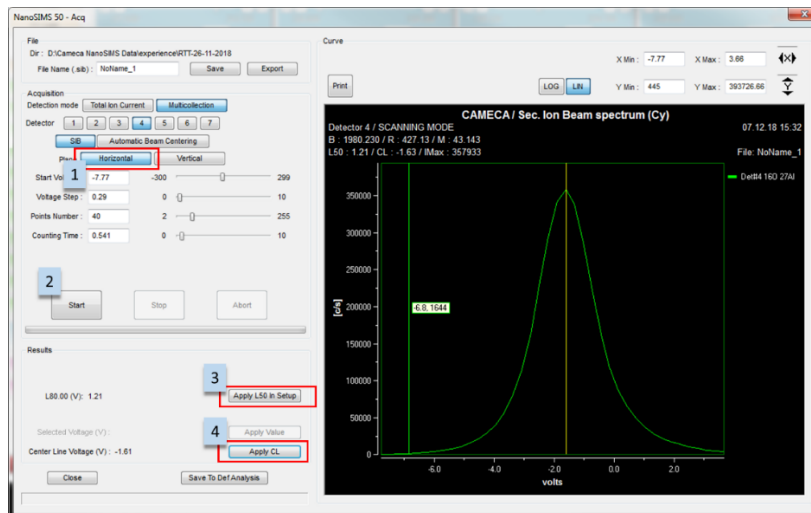 NanoSIMS 50 - Acq
File
Dir : D:\Cameca NanoSIMS Data\experience\RTT-26-11-2018
File Name (.sib) : NoName_1 Save Export
Acquisition
Detection mode Total Ion Current Multicollection
Detector 1 2 3 4 5 6 7
SIB Automatic Beam Centering
Horizontal Vertical
1
Start Vol -7.77 -300 299
Voltage Step : 0.29 0 10
Points Number : 40 2 255
Counting Time : 0.541 0 10
2
Start Stop Abort
Results
3
L80.00 (V): 1.21 Apply L50 In Setup
4
Selected Voltage (V) : Apply Value
Center Line Voltage (V) : -1.61 Apply CL
Close Save To Def Analysis
Curve
X Min : -7.77 X Max : 3.66
Print LOG LIN Y Min : 445 Y Max : 393726.66
X
Y
CAMECA / Sec. Ion Beam spectrum (Cy)
Detector 4 / SCANNING MODE 07.12.18 15:32
B : 1980.230 / R : 427.13 / M : 43.143
L50 : 1.21 / CL : -1.63 / IMax : 357933 File: NoName_1
Det#4 16O 27Al
350000
300000
250000
[c/s]
200000
-6.8, 1644
150000
100000
50000
0
-6.0 -4.0 -2.0 0.0 2.0
volts